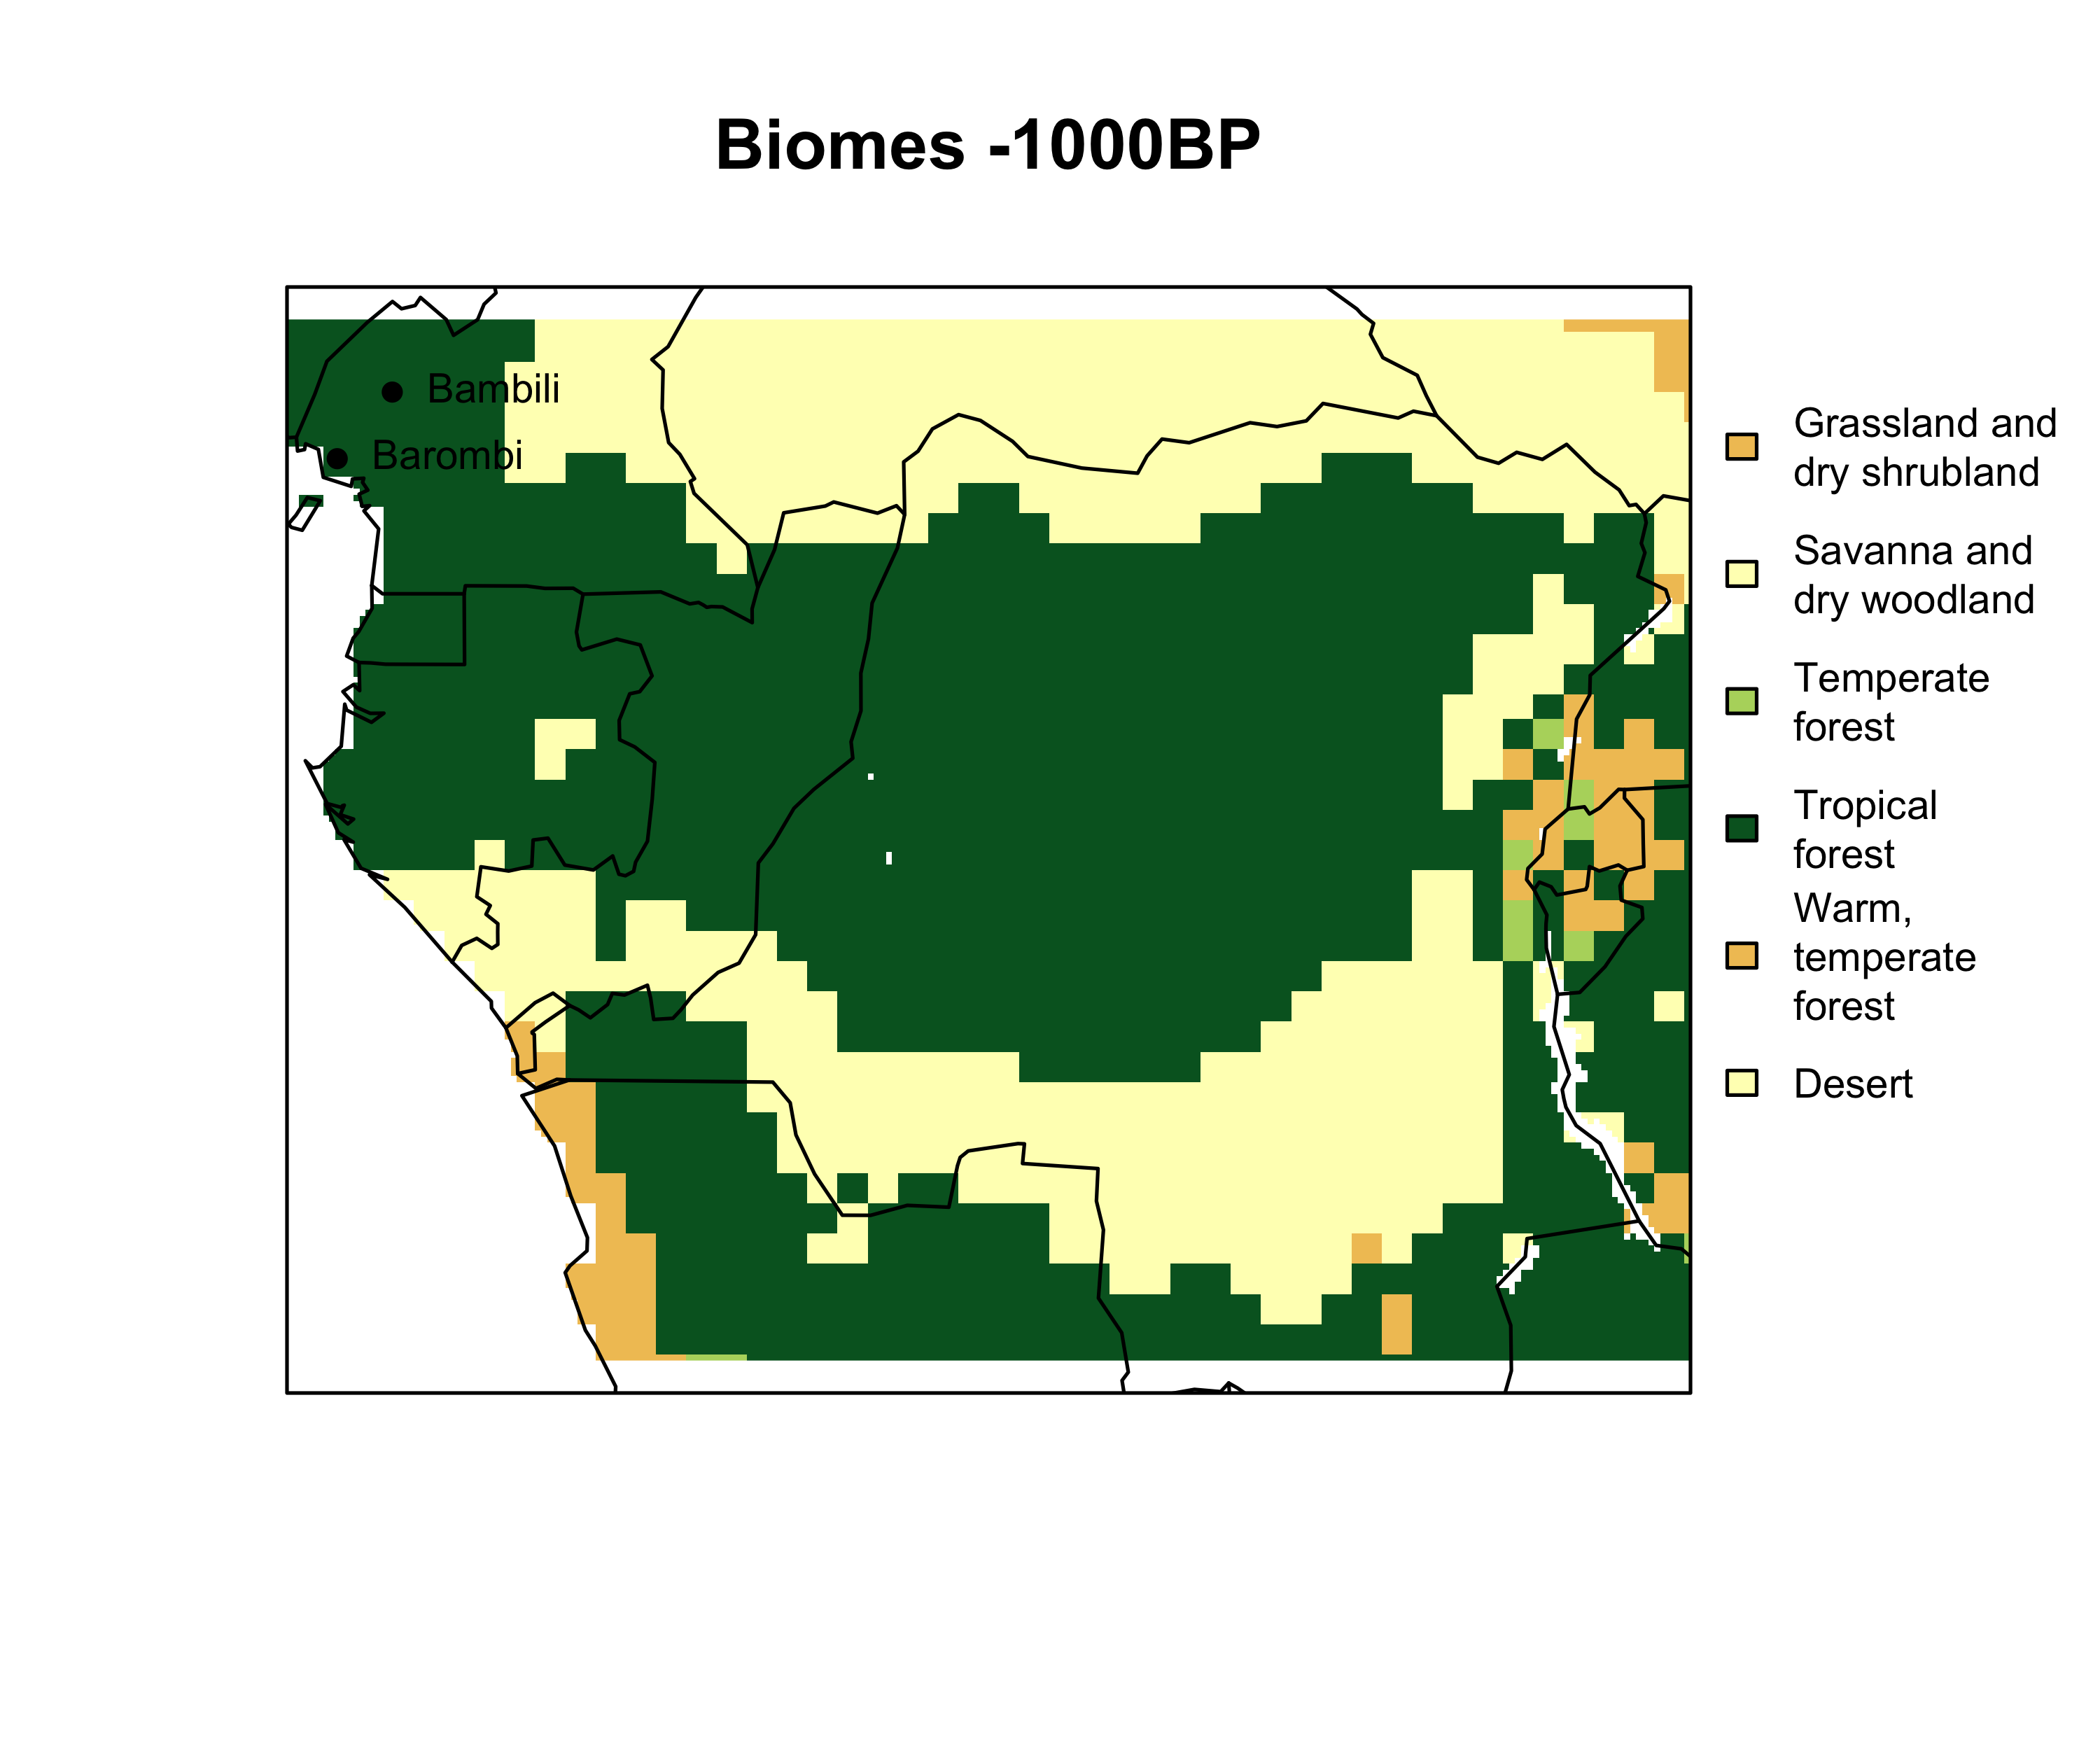 Biomes -1000BP
Bambili
Barombi
Grassland and
dry shrubland
Savanna and
dry woodland
Temperate
forest
Tropical
forest
Warm,
temperate
forest
Desert